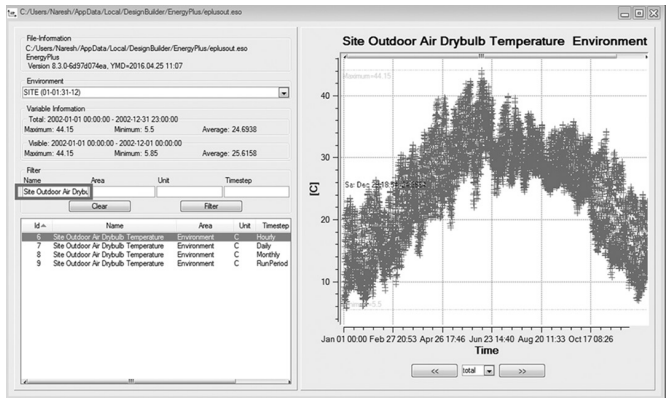 C:/Users/Naresh/AppData/Local/DesignBuilder/EnergyPlus/eplusout.eso
File-Information
C:/Users/Naresh/AppData/Local/DesignBuilder/EnergyPlus/eplusout.eso
EnergyPlus
Version 8.3.0-6d97d074ea, YMD=2016.04.25 11:07
Environment
SITE (01-01:31-12)
Variable Information
Total: 2002-01-01 00:00:00 - 2002-12-31 23:00:00
Maximum: 44.15 Minimum: 5.5 Average: 24.6938
Visible: 2002-01-01 00:00:00 - 2002-12-01 00:00:00
Maximum: 44.15 Minimum: 5.85 Average: 25.6158
Filter
Name Area Unit Timestep
Site Outdoor Air Drybu
Clear Filter
Id Name Area Unit Timestep
6 Site Outdoor Air Drybulb Temperature Environment C Hourly
7 Site Outdoor Air Drybulb Temperature Environment C Daily
8 Site Outdoor Air Drybulb Temperature Environment C Monthly
9 Site Outdoor Air Drybulb Temperature Environment C RunPeriod
Site Outdoor Air Drybulb Temperature Environment
Maximum=44.15
40
30
20
10
[C]
Jan 01 00:00 Feb 27 20:53 Apr 26 17:46 Jun 23 14:40 Aug 20 11:33 Oct 17 08:26
Time
<< total >>